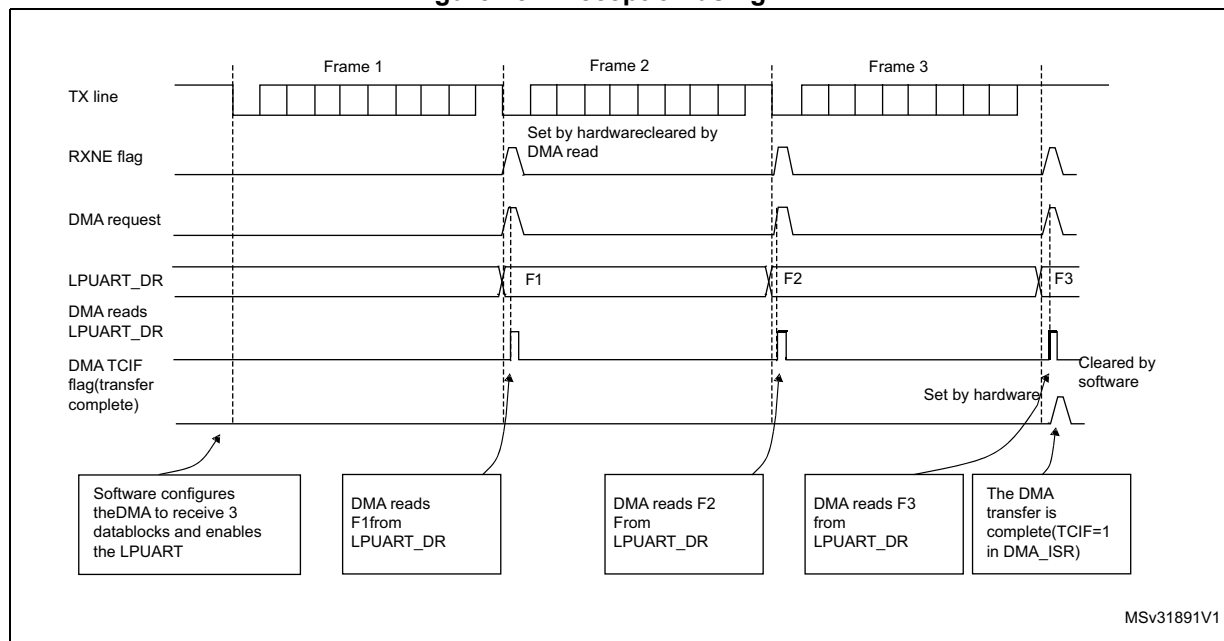 Frame 1
Frame 2
Frame 3
TX line
Set by hardwarecleared by
DMA read
RXNE flag
DMA request
LPUART_DR
F1
F2
F3
DMA reads
LPUART_DR
DMA TCIF
flag(transfer
complete)
Cleared by
software
Set by hardware
Software configures
theDMA to receive 3
datablocks and enables
the LPUART
DMA reads
F1from
LPUART_DR
DMA reads F2
From
LPUART_DR
DMA reads F3
from
LPUART_DR
The DMA
transfer is
complete(TCIF=1
in DMA_ISR)
MSv31891V1